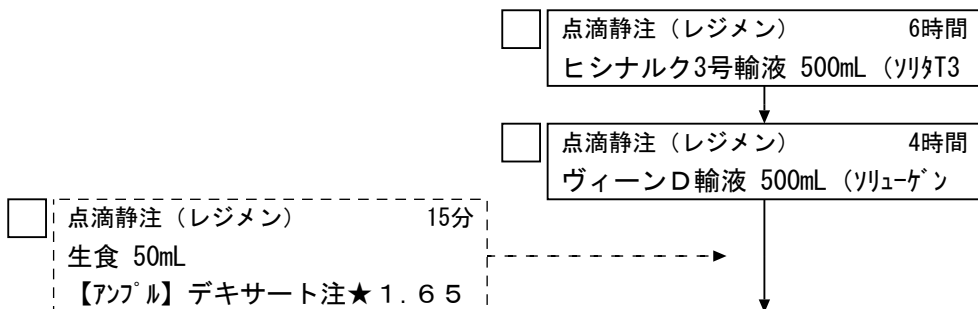 点滴静注（レジメン） 6時間
ヒシナルク3号輸液 500mL（ソリタT3
点滴静注（レジメン） 4時間
ヴィーンＤ輸液 500mL（ソリューゲン
点滴静注（レジメン） 15分
生食 50mL
【アンプル】デキサート注★１.６５